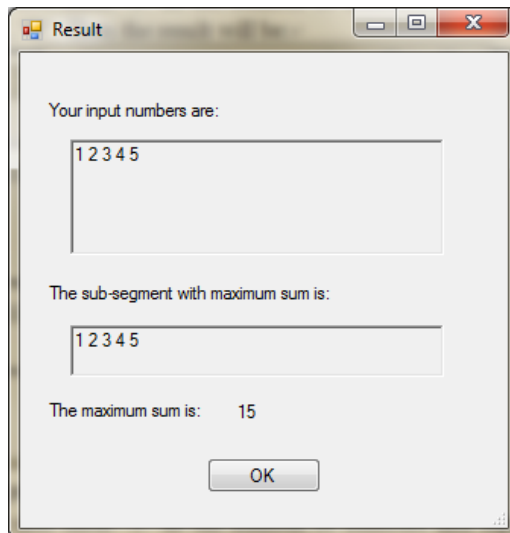 Result
Your input numbers are:
1 2 3 4 5
The sub-segment with maximum sum is:
1 2 3 4 5
The maximum sum is: 15
OK